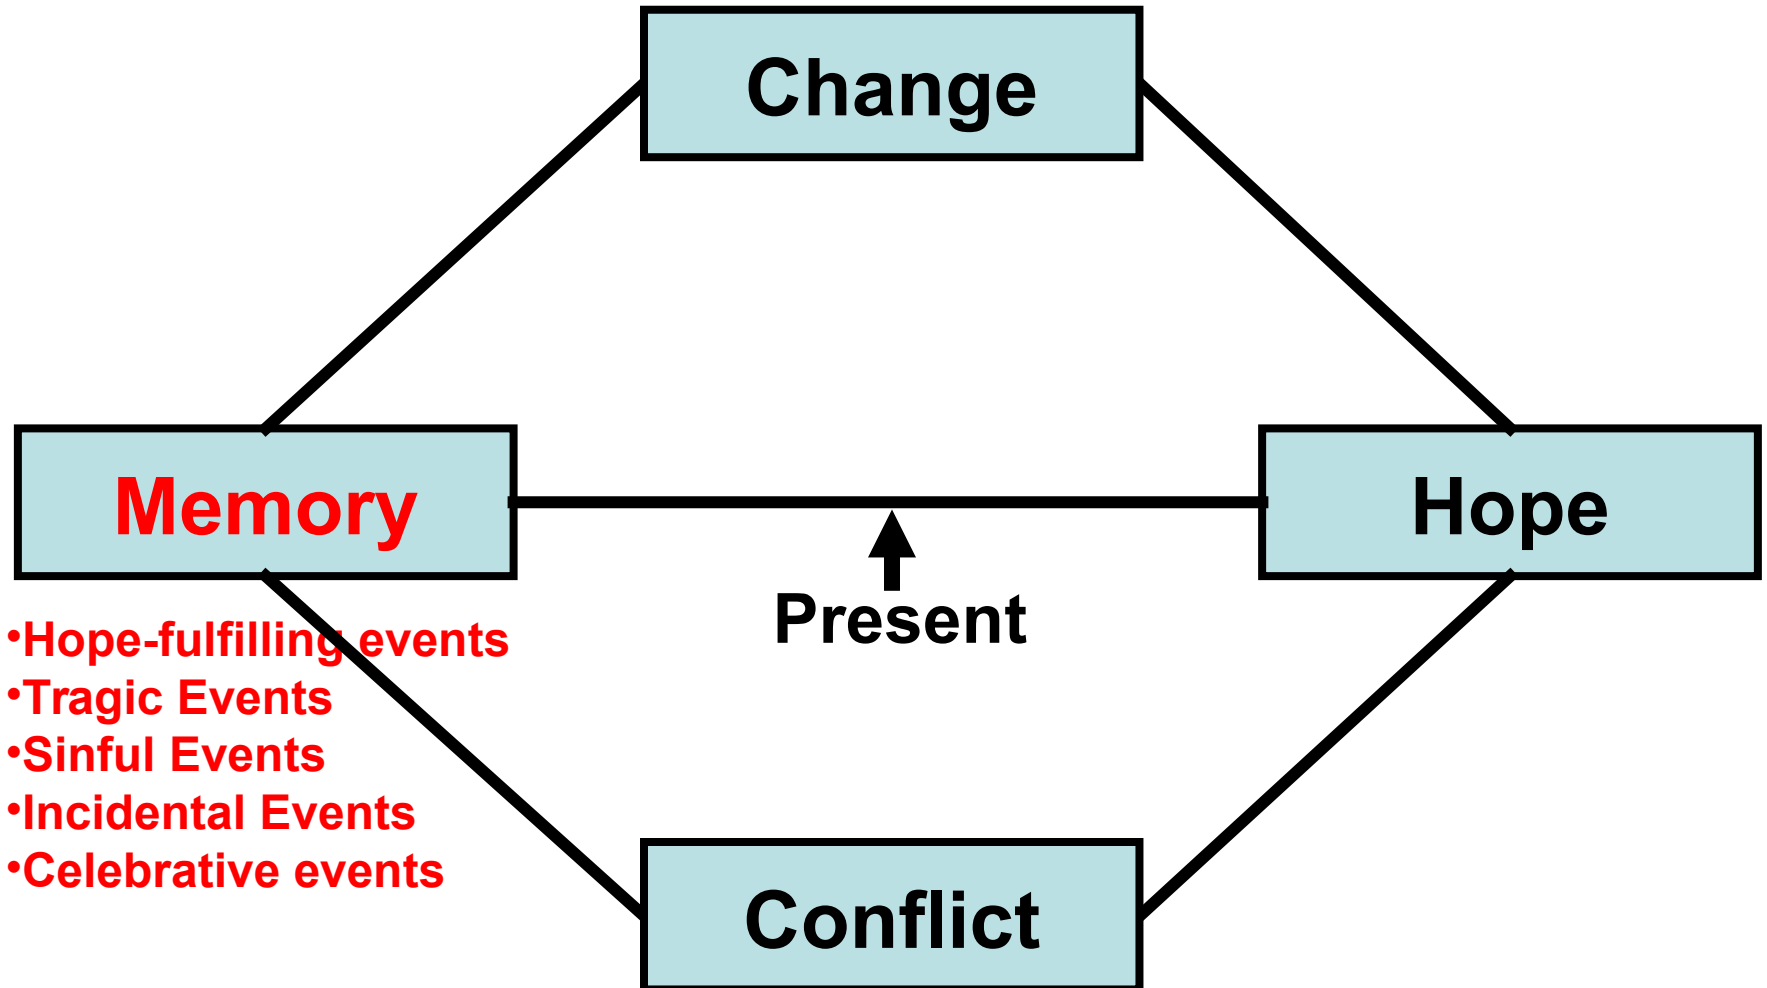 Change
Memory
Hope
Present
•Hope-fulfilling events
•Tragic Events
•Sinful Events
•Incidental Events
•Celebrative events
Conflict